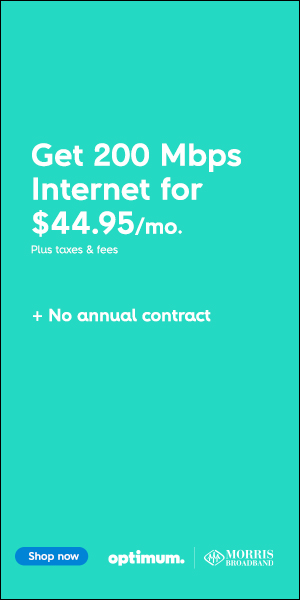 Get 200 Mbps
Internet for
$44.95/mo.
Plus taxes & fees
+ No annual contract
Shop now
optimum.
MORRIS
BROADBAND